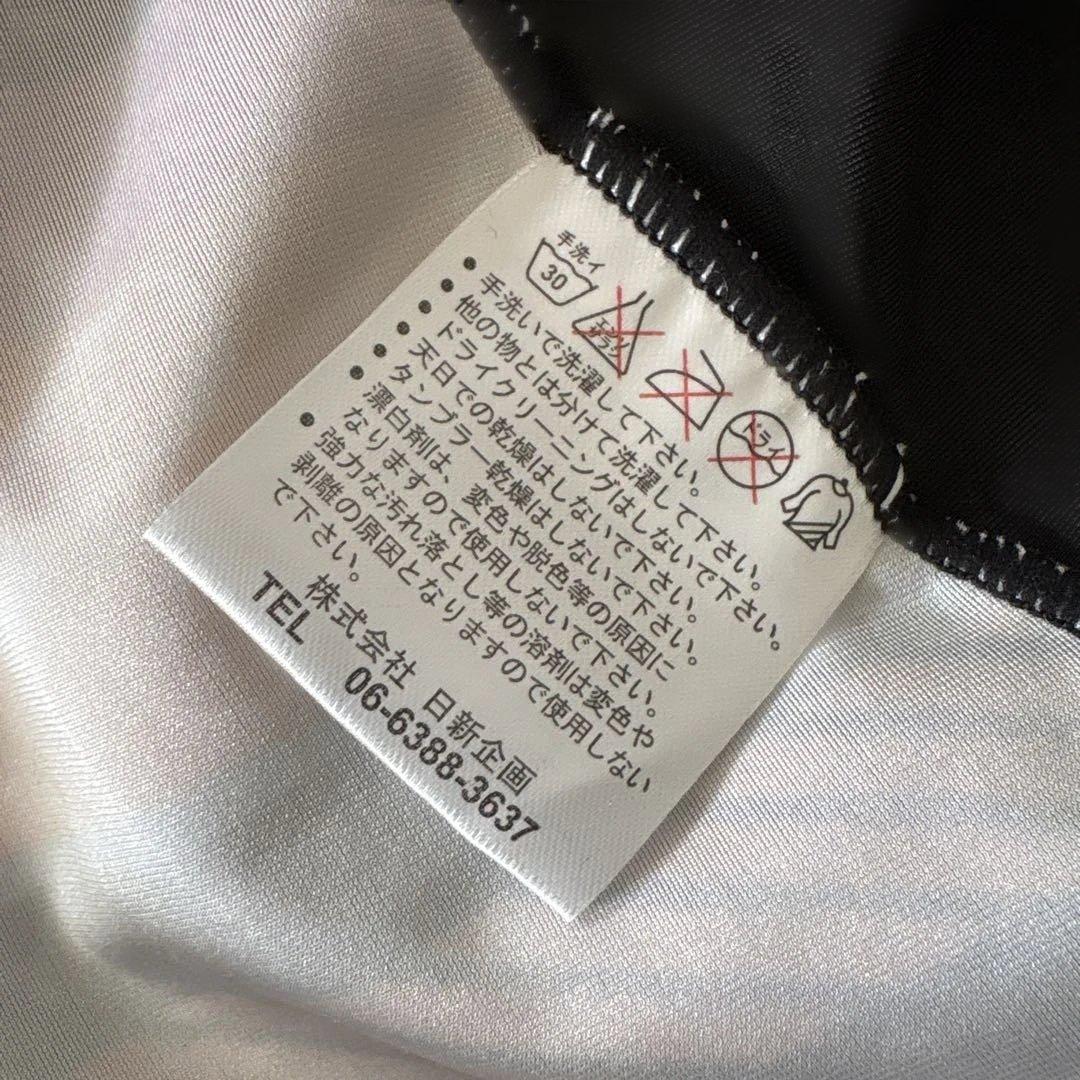 手洗イ
30
エンソ
サラシ
ドライ
● 手洗いで洗濯して下さい。
● 他の物とは分けて洗濯して下さい。
● ドライクリーニングはしないで下さい。
● 天日での乾燥はしないで下さい。
● タンブラー乾燥はしないで下さい。
● 漂白剤は、変色や脱色等の原因に
なりますので使用しないで下さい。
● 強力な汚れ落とし等の溶剤は変色や
剥離の原因となりますので使用しない
で下さい。
株式会社 日新企画
TEL 06-6388-3637